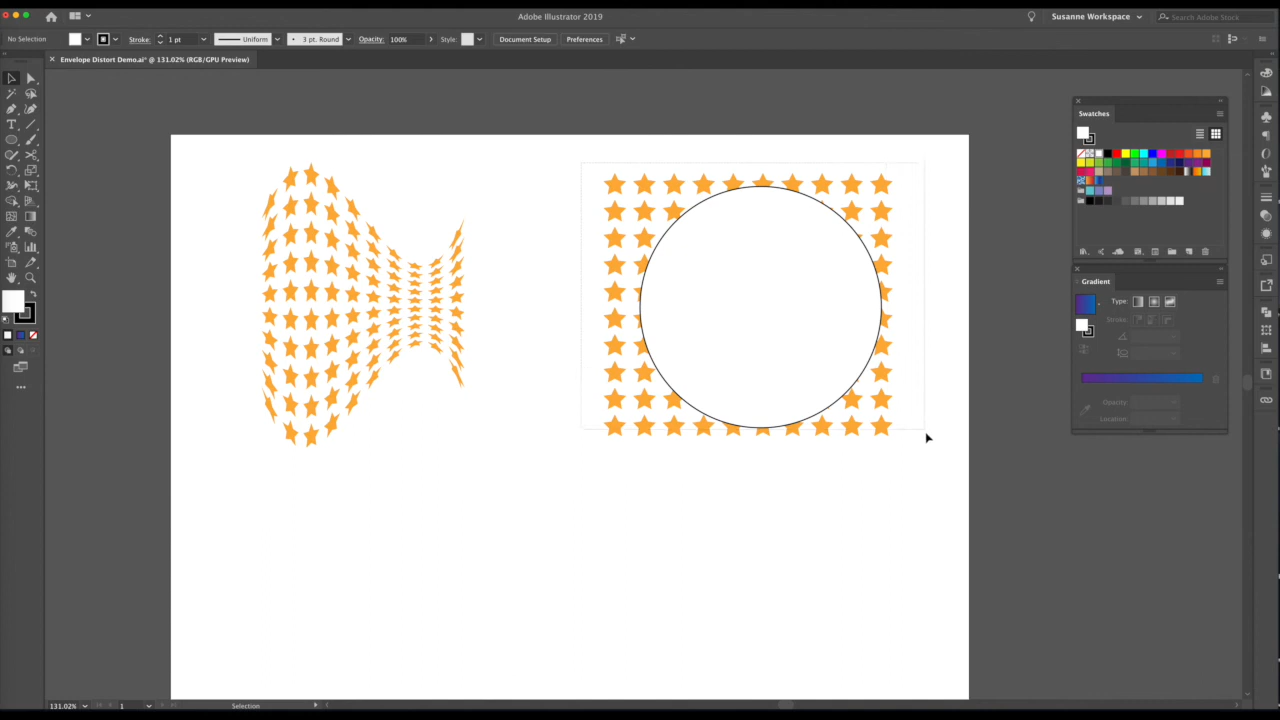 Adobe Illustrator 2019
Susanne Workspace
Search Adobe Stock
No Selection
Stroke:
1 pt
Uniform
3 pt. Round
Opacity:
100%
Style:
Document Setup
Preferences
Envelope Distort Demo.ai* @ 131.02% (RGB/GPU Preview)
Swatches
Gradient
Type:
Stroke:
Opacity:
Location:
131.02%
1
Selection